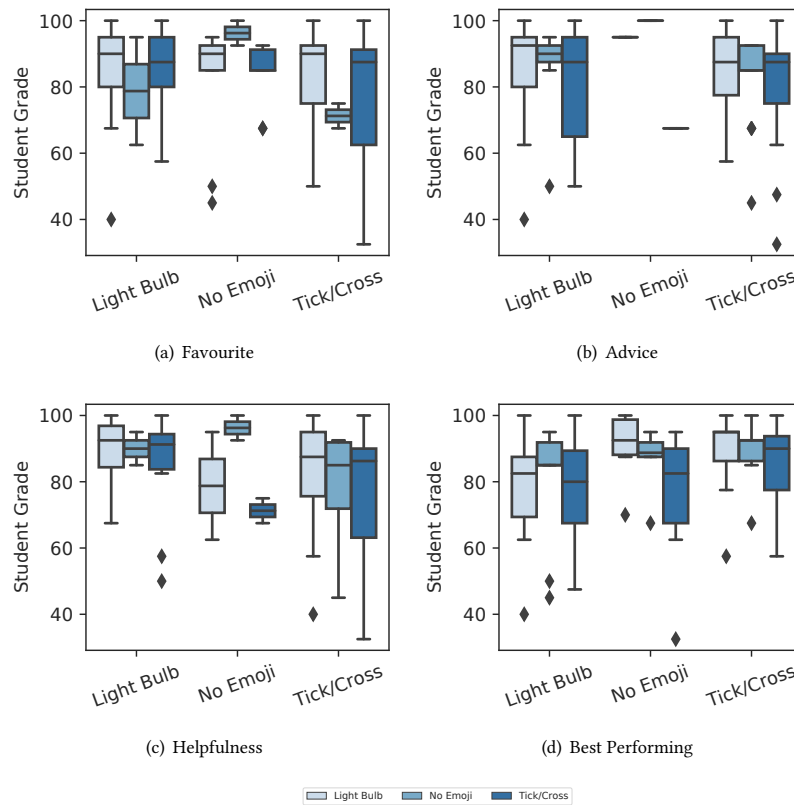 100
80
60
40
Student Grade
Light Bulb
No Emoji
Tick/Cross
(a) Favourite
100
80
60
40
Student Grade
Light Bulb
No Emoji
Tick/Cross
(b) Advice
100
80
60
40
Student Grade
Light Bulb
No Emoji
Tick/Cross
(c) Helpfulness
100
80
60
40
Student Grade
Light Bulb
No Emoji
Tick/Cross
(d) Best Performing
Light Bulb No Emoji Tick/Cross